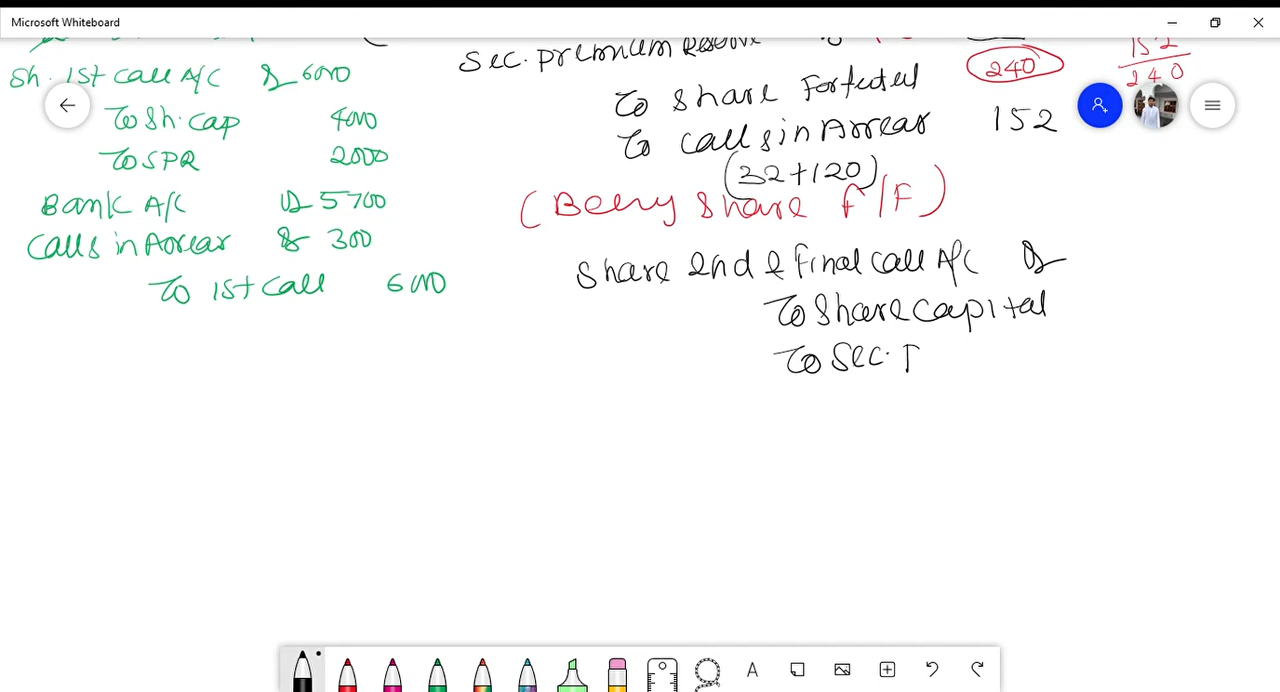 Microsoft Whiteboard
Sh. 1st call A/C Dr 6000
To Sh. Cap 4000
To SPR 2000
Bank A/C Dr 5700
Calls in Arrear Dr 300
To 1st call 6000
Sec. premium Reserve
240
152
240
To Share Forfeited
To calls in Arrear 152
(32+120)
(Being Share F/F)
Share 2nd & Final call A/c Dr
To Share capital
To Sec.
A